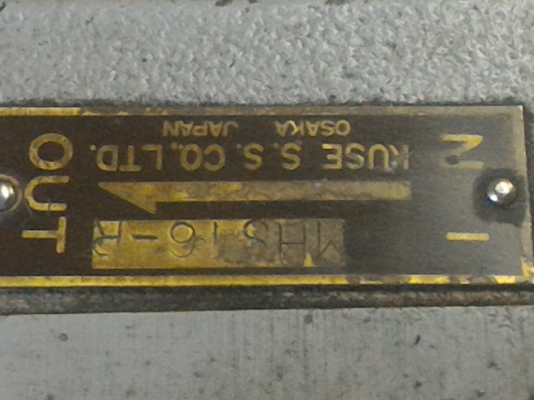 IN
MHS16-R
KUSE S. S. CO., LTD.
OSAKA JAPAN
OUT